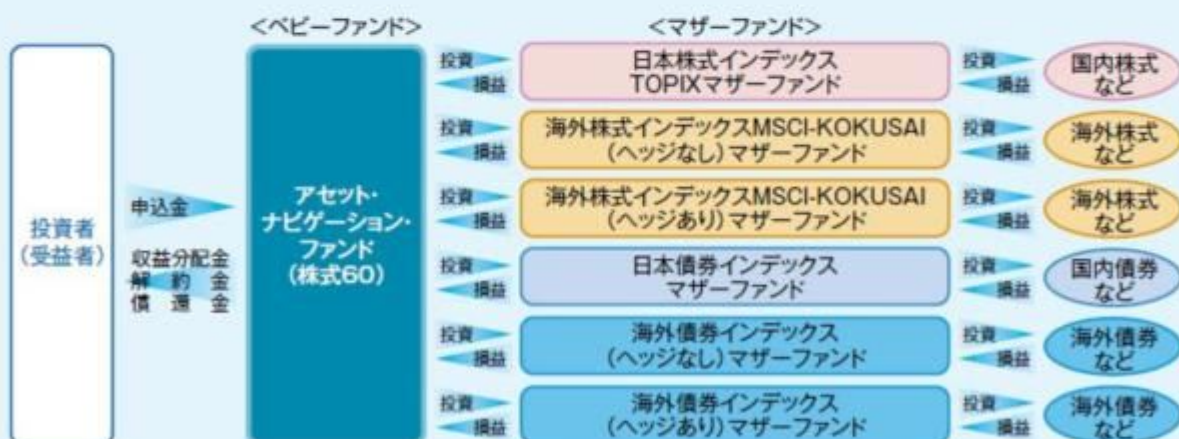 <ベビーファンド>
<マザーファンド>
投資者
(受益者)
申込金
収益分配金
解約金
償還金
アセット・
ナビゲーション・
ファンド
(株式60)
投資
損益
日本株式インデックス
TOPIXマザーファンド
投資
損益
国内株式
など
投資
損益
海外株式インデックスMSCI-KOKUSAI
(ヘッジなし)マザーファンド
投資
損益
海外株式
など
投資
損益
海外株式インデックスMSCI-KOKUSAI
(ヘッジあり)マザーファンド
投資
損益
海外株式
など
投資
損益
日本債券インデックス
マザーファンド
投資
損益
国内債券
など
投資
損益
海外債券インデックス
(ヘッジなし)マザーファンド
投資
損益
海外債券
など
投資
損益
海外債券インデックス
(ヘッジあり)マザーファンド
投資
損益
海外債券
など